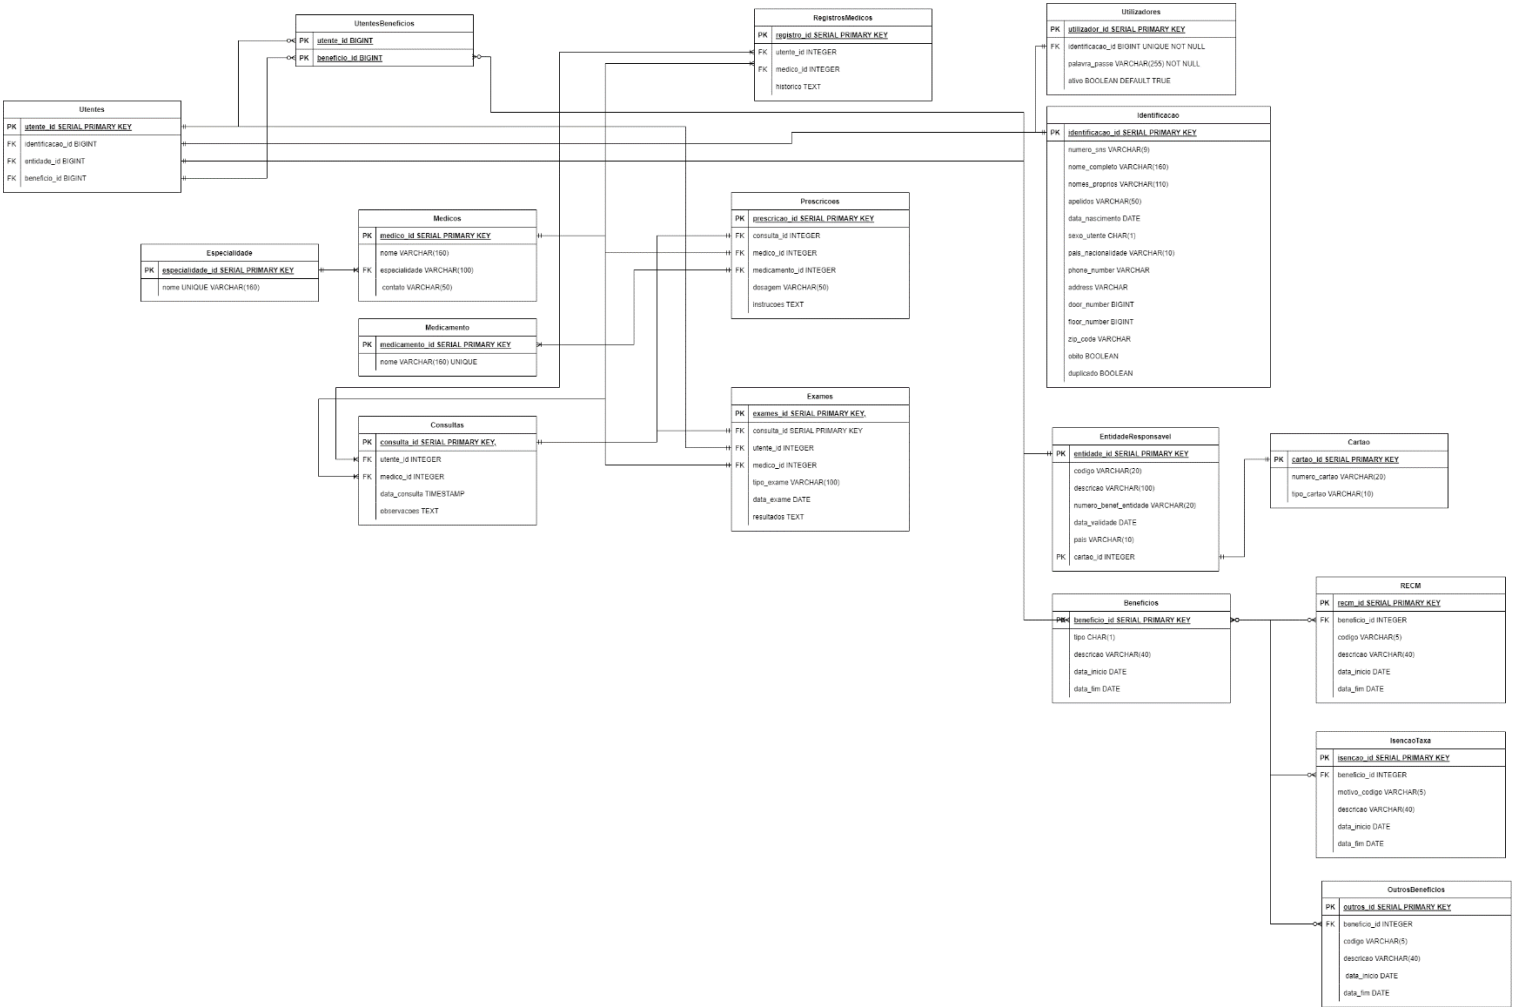 UtentesBeneficios
PK utente_id BIGINT
PK beneficio_id BIGINT
RegistrosMedicos
PK registro_id SERIAL PRIMARY KEY
FK utente_id INTEGER
FK medico_id INTEGER
historico TEXT
Utilizadores
PK utilizador_id SERIAL PRIMARY KEY
FK identificacao_id BIGINT UNIQUE NOT NULL
palavra_passe VARCHAR(255) NOT NULL
ativo BOOLEAN DEFAULT TRUE
Utentes
PK utente_id SERIAL PRIMARY KEY
FK identificacao_id BIGINT
FK entidade_id BIGINT
FK beneficio_id BIGINT
Identificacao
PK identificacao_id SERIAL PRIMARY KEY
numero_sns VARCHAR(9)
nome_completo VARCHAR(160)
nomes_proprios VARCHAR(110)
apelidos VARCHAR(50)
data_nascimento DATE
sexo_utente CHAR(1)
pais_nacionalidade VARCHAR(10)
phone_number VARCHAR
address VARCHAR
door_number BIGINT
floor_number BIGINT
zip_code VARCHAR
obito BOOLEAN
duplicado BOOLEAN
Especialidade
PK especialidade_id SERIAL PRIMARY KEY
nome UNIQUE VARCHAR(160)
Medicos
PK medico_id SERIAL PRIMARY KEY
nome VARCHAR(160)
FK especialidade VARCHAR(100)
contato VARCHAR(50)
Prescricoes
PK prescricao_id SERIAL PRIMARY KEY
FK consulta_id INTEGER
FK medico_id INTEGER
FK medicamento_id INTEGER
dosagem VARCHAR(50)
instrucoes TEXT
Medicamento
PK medicamento_id SERIAL PRIMARY KEY
nome VARCHAR(160) UNIQUE
Consultas
PK consulta_id SERIAL PRIMARY KEY,
FK utente_id INTEGER
FK medico_id INTEGER
data_consulta TIMESTAMP
observacoes TEXT
Exames
PK exames_id SERIAL PRIMARY KEY,
FK consulta_id SERIAL PRIMARY KEY
FK utente_id INTEGER
FK medico_id INTEGER
tipo_exame VARCHAR(100)
data_exame DATE
resultados TEXT
EntidadeResponsavel
PK entidade_id SERIAL PRIMARY KEY
codigo VARCHAR(20)
descricao VARCHAR(100)
numero_benef_entidade VARCHAR(20)
data_validade DATE
pais VARCHAR(10)
PK cartao_id INTEGER
Cartao
PK cartao_id SERIAL PRIMARY KEY
numero_cartao VARCHAR(20)
tipo_cartao VARCHAR(10)
Beneficios
PK beneficio_id SERIAL PRIMARY KEY
tipo CHAR(1)
descricao VARCHAR(40)
data_inicio DATE
data_fim DATE
RECM
PK recm_id SERIAL PRIMARY KEY
FK beneficio_id INTEGER
codigo VARCHAR(5)
descricao VARCHAR(40)
data_inicio DATE
data_fim DATE
IsencaoTaxa
PK isencao_id SERIAL PRIMARY KEY
FK beneficio_id INTEGER
motivo_codigo VARCHAR(5)
descricao VARCHAR(40)
data_inicio DATE
data_fim DATE
OutrosBeneficios
PK outros_id SERIAL PRIMARY KEY
FK beneficio_id INTEGER
codigo VARCHAR(5)
descricao VARCHAR(40)
data_inicio DATE
data_fim DATE